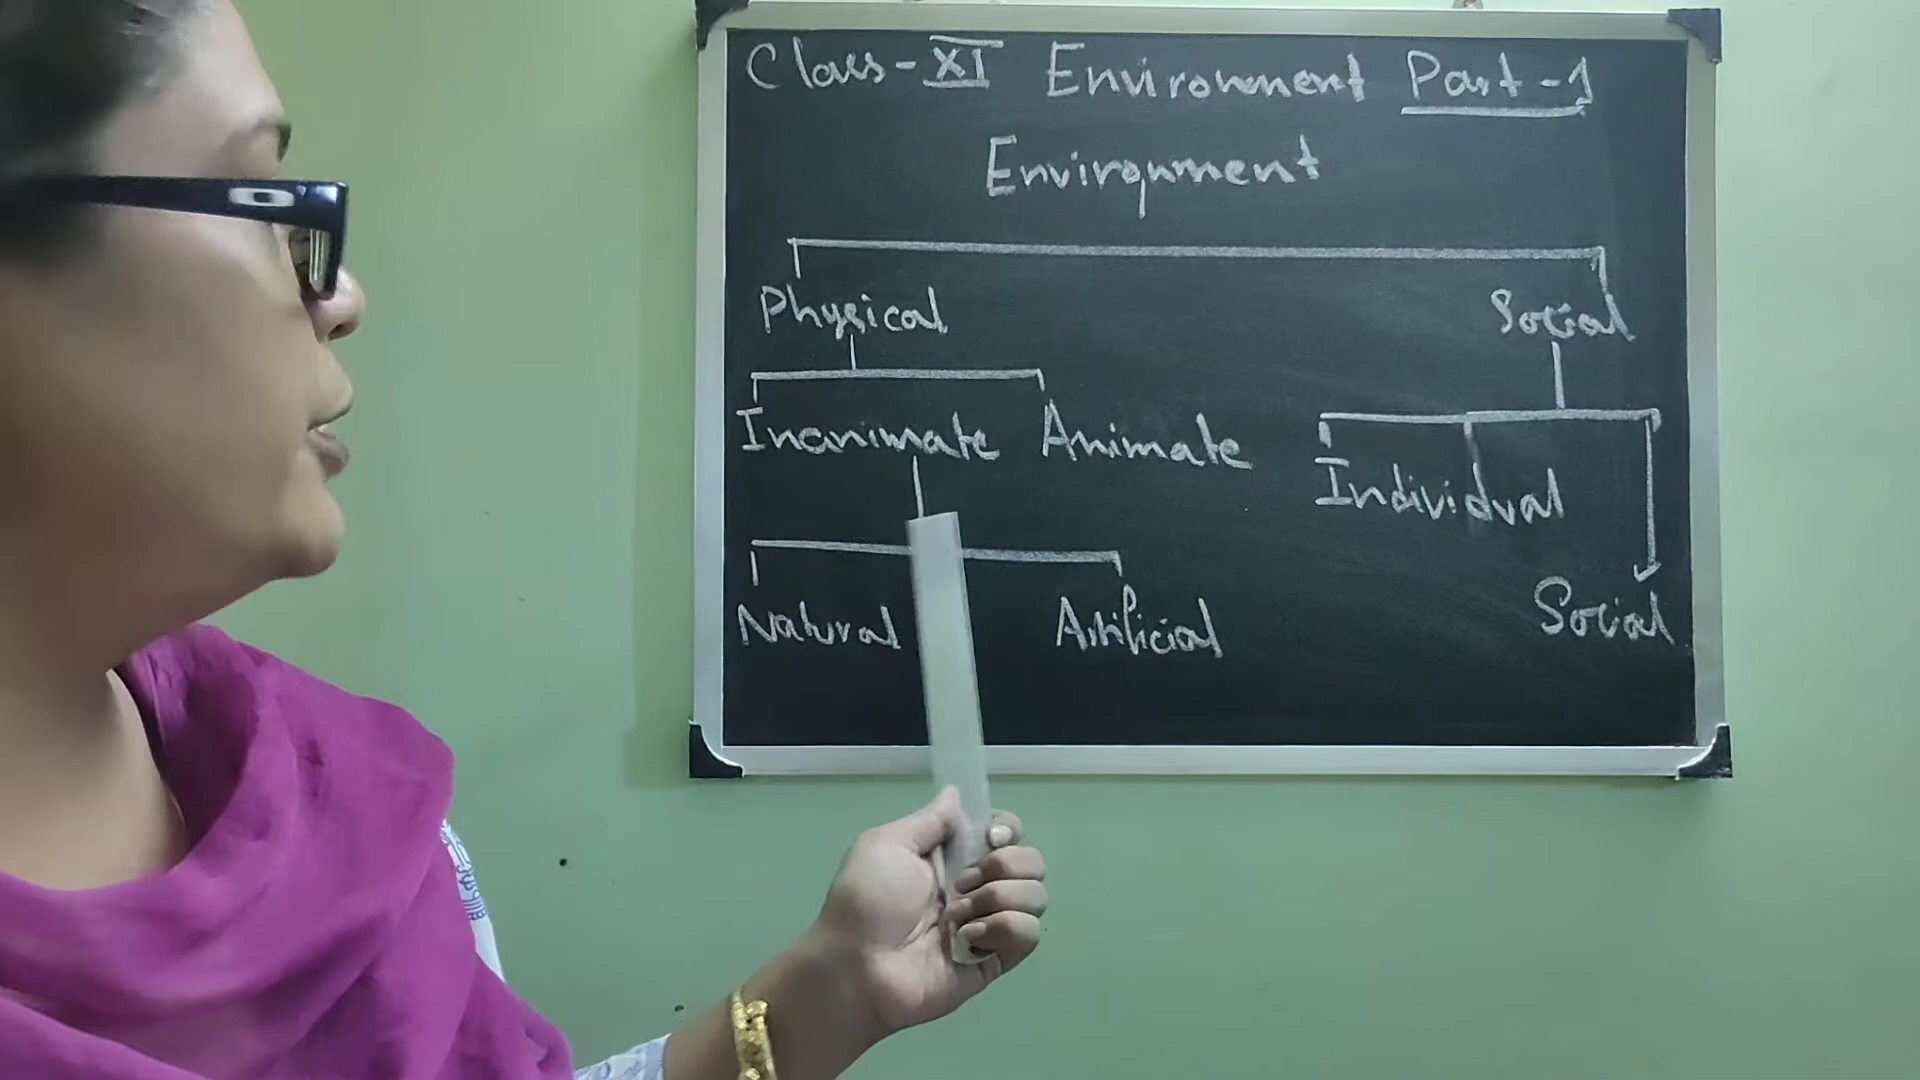 Class-XI Environment Part-1
Environment
Physical Social
Inanimate Animate
Individual
Natural Artificial Social